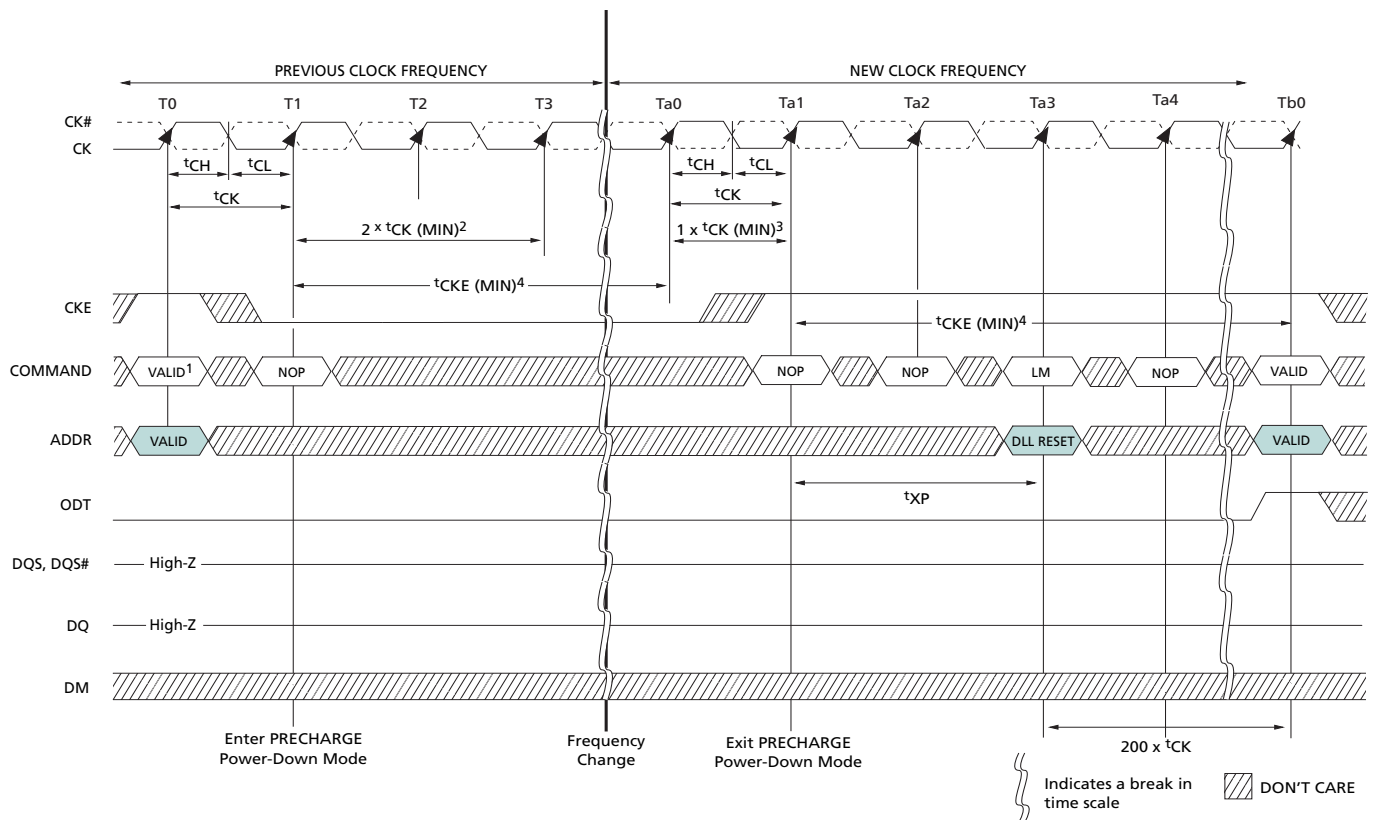 PREVIOUS CLOCK FREQUENCY NEW CLOCK FREQUENCY
T0 T1 T2 T3 Ta0 Ta1 Ta2 Ta3 Ta4 Tb0
CK#
CK
tCH tCL tCH tCL
tCK tCK
2 x tCK (MIN)2 1 x tCK (MIN)3
tCKE (MIN)4
CKE
tCKE (MIN)4
COMMAND VALID1 NOP NOP NOP LM NOP VALID
ADDR VALID DLL RESET VALID
tXP
ODT
DQS, DQS# High-Z
DQ High-Z
DM
Enter PRECHARGE
Power-Down Mode
Frequency
Change
Exit PRECHARGE
Power-Down Mode
200 x tCK
Indicates a break in
time scale
DON'T CARE